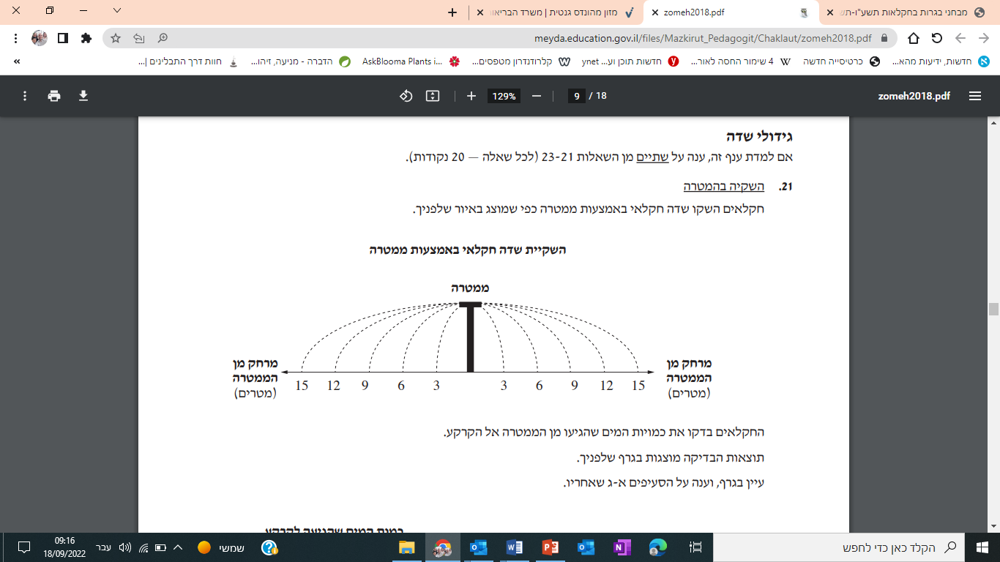 מבחני בגרות בחקלאות תשע"ו-תש
zomeh2018.pdf
מזון מהונדס גנטית | משרד הבריאות
meyda.education.gov.il/files/Mazkirut_Pedagogit/Chaklaut/zomeh2018.pdf
חדשות, ידיעות מהא...
כרטיסייה חדשה
4 שימור החסה לאור...
חדשות תוכן וע... ynet
קלרודנדרון מטפסים...
AskBlooma Plants i...
הדברה - מניעה, זיהו...
חוות דרך התבלינים |...
zomeh2018.pdf
9 / 18
129%
גידולי שדה
אם למדת ענף זה, ענה על שתיים מן השאלות 23-21 (לכל שאלה — 20 נקודות).
21. השקיה בהמטרה
חקלאים השקו שדה חקלאי באמצעות ממטרה כפי שמוצג באיור שלפניך.
השקיית שדה חקלאי באמצעות ממטרה
ממטרה
מרחק מן
הממטרה
(מטרים)
15 12 9 6 3 3 6 9 12 15
מרחק מן
הממטרה
(מטרים)
החקלאים בדקו את כמויות המים שהגיעו מן הממטרה אל הקרקע.
תוצאות הבדיקה מוצגות בגרף שלפניך.
עיין בגרף, וענה על הסעיפים א-ג שאחריו.
כמות המים שהגיעה לקרקע
הקלד כאן כדי לחפש
שמשי
עבר
09:16
18/09/2022